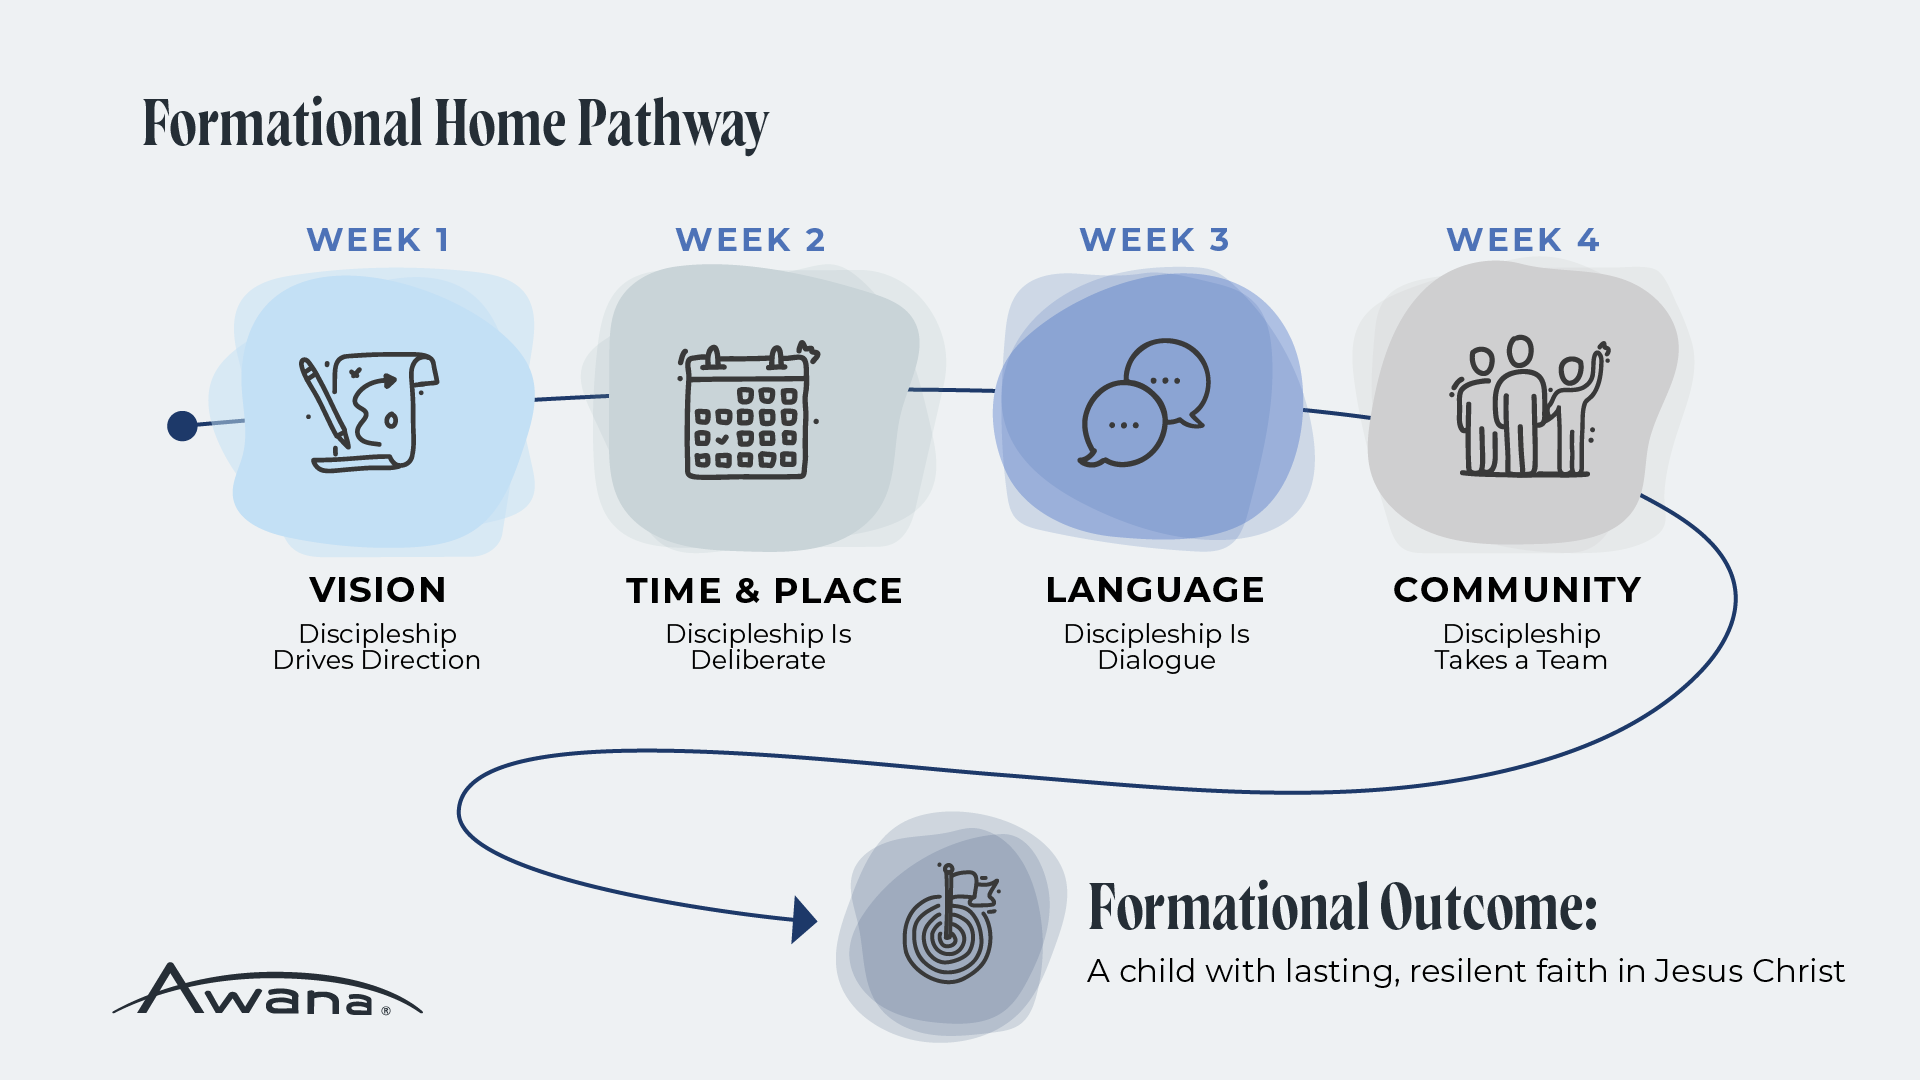 Formational Home Pathway
WEEK 1
WEEK 2
WEEK 3
WEEK 4
VISION
Discipleship
Drives Direction
TIME & PLACE
Discipleship Is
Deliberate
LANGUAGE
Discipleship Is
Dialogue
COMMUNITY
Discipleship
Takes a Team
Formational Outcome:
A child with lasting, resilent faith in Jesus Christ
Awana®